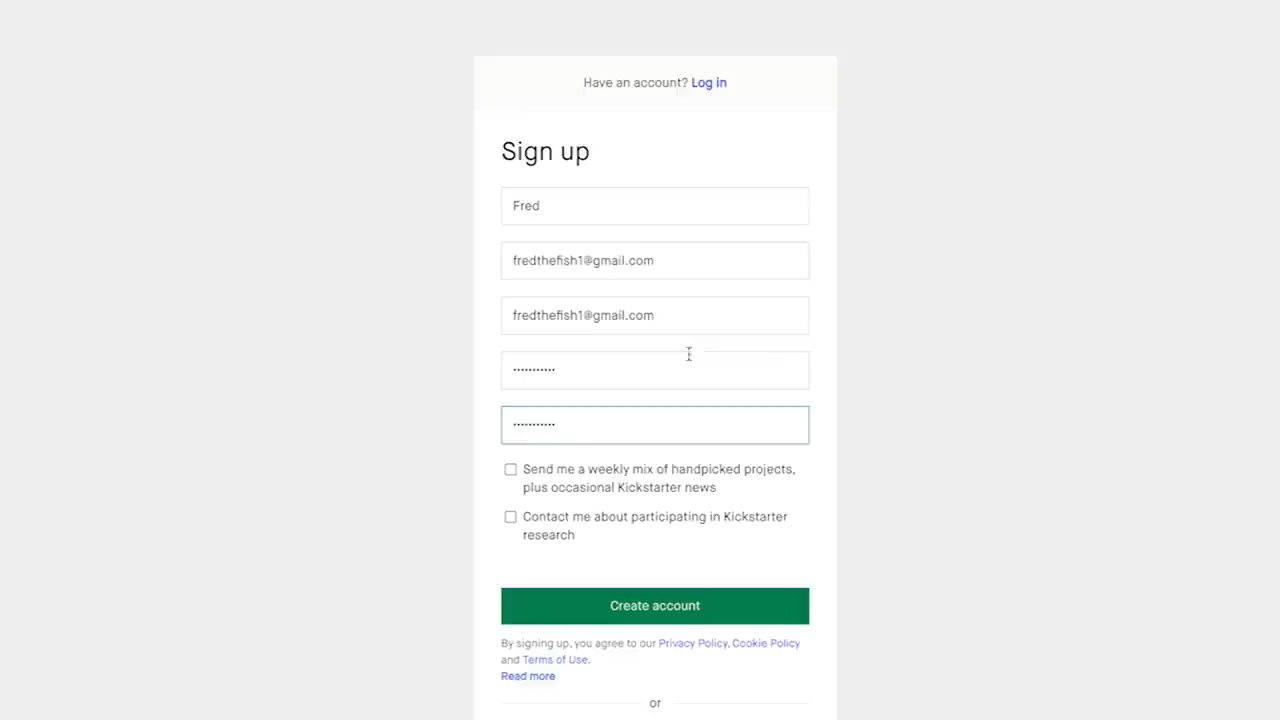 Have an account? Log in
Sign up
Fred
fredthefish1@gmail.com
fredthefish1@gmail.com
•••••••••••
•••••••••••
Send me a weekly mix of handpicked projects,
plus occasional Kickstarter news
Contact me about participating in Kickstarter
research
Create account
By signing up, you agree to our Privacy Policy, Cookie Policy
and Terms of Use.
Read more
or